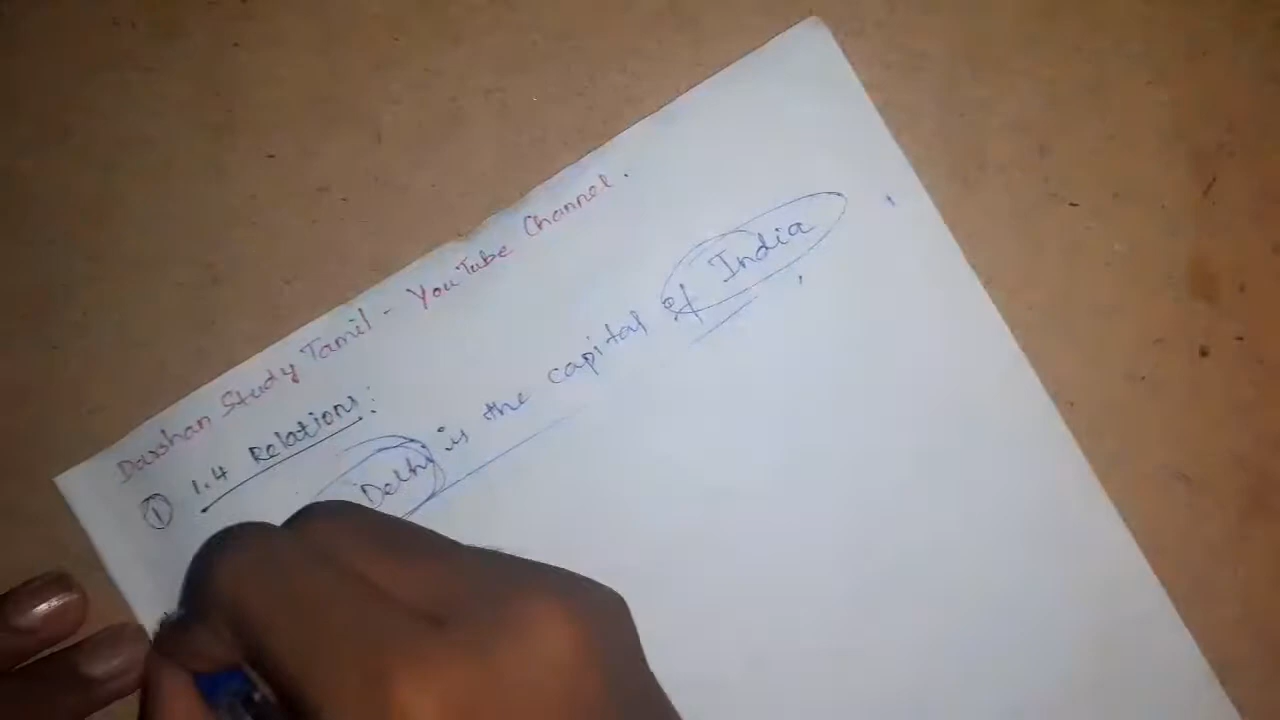 Darshan Study Tamil - YouTube Channel.
① 1.4 Relations:
Delhi is the capital of India